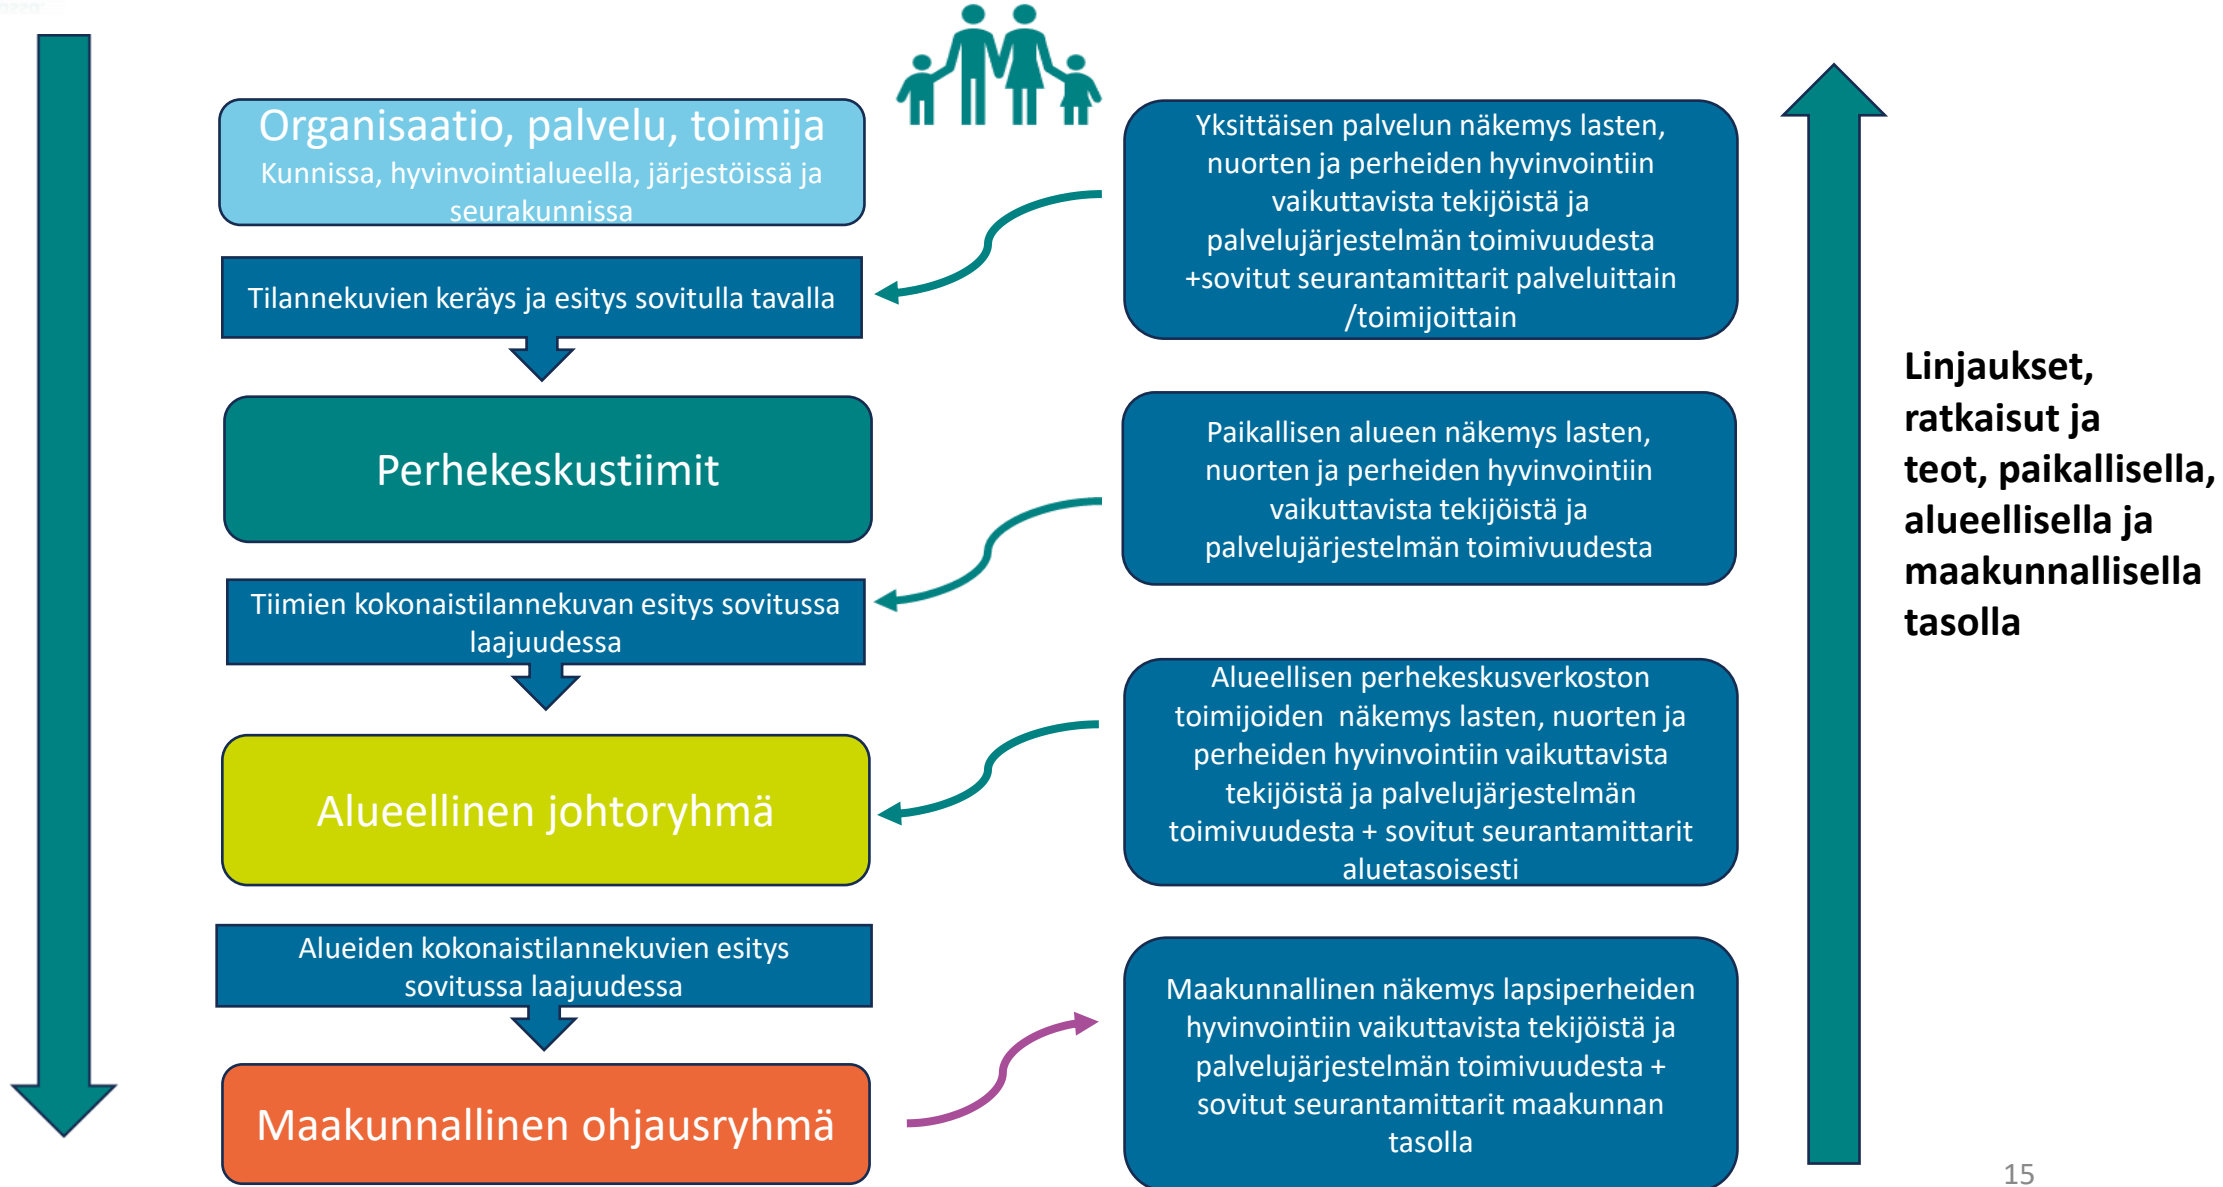 Organisaatio, palvelu, toimija
Kunnissa, hyvinvointialueella, järjestöissä ja
seurakunnissa
Tilannekuvien keräys ja esitys sovitulla tavalla
Perhekeskustiimit
Tiimien kokonaistilannekuvan esitys sovitussa
laajuudessa
Alueellinen johtoryhmä
Alueiden kokonaistilannekuvien esitys
sovitussa laajuudessa
Maakunnallinen ohjausryhmä
Yksittäisen palvelun näkemys lasten,
nuorten ja perheiden hyvinvointiin
vaikuttavista tekijöistä ja
palvelujärjestelmän toimivuudesta
+sovitut seurantamittarit palveluittain
/toimijoittain
Paikallisen alueen näkemys lasten,
nuorten ja perheiden hyvinvointiin
vaikuttavista tekijöistä ja
palvelujärjestelmän toimivuudesta
Alueellisen perhekeskusverkoston
toimijoiden näkemys lasten, nuorten ja
perheiden hyvinvointiin vaikuttavista
tekijöistä ja palvelujärjestelmän
toimivuudesta + sovitut seurantamittarit
aluetasoisesti
Maakunnallinen näkemys lapsiperheiden
hyvinvointiin vaikuttavista tekijöistä ja
palvelujärjestelmän toimivuudesta +
sovitut seurantamittarit maakunnan
tasolla
Linjaukset,
ratkaisut ja
teot, paikallisella,
alueellisella ja
maakunnallisella
tasolla
15